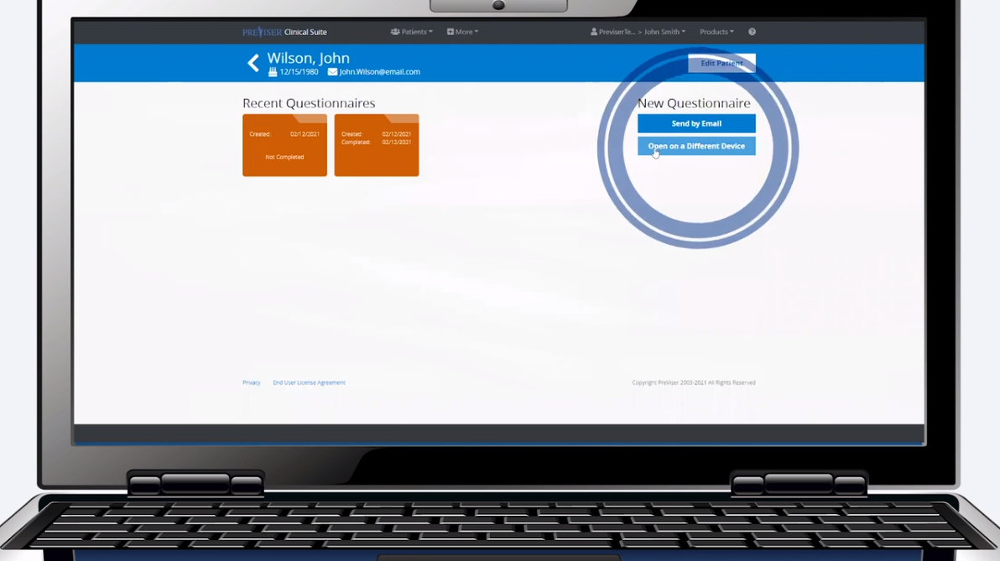 PREVISER Clinical Suite
Patients
More
PreviserTe... > John Smith
Products
Wilson, John
12/15/1980
John.Wilson@email.com
Edit Patient
Recent Questionnaires
Created: 02/12/2021
Not Completed
Created: 02/12/2021
Completed: 02/12/2021
New Questionnaire
Send by Email
Open on a Different Device
Privacy
End User License Agreement
Copyright PreViser 2003-2021 All Rights Reserved